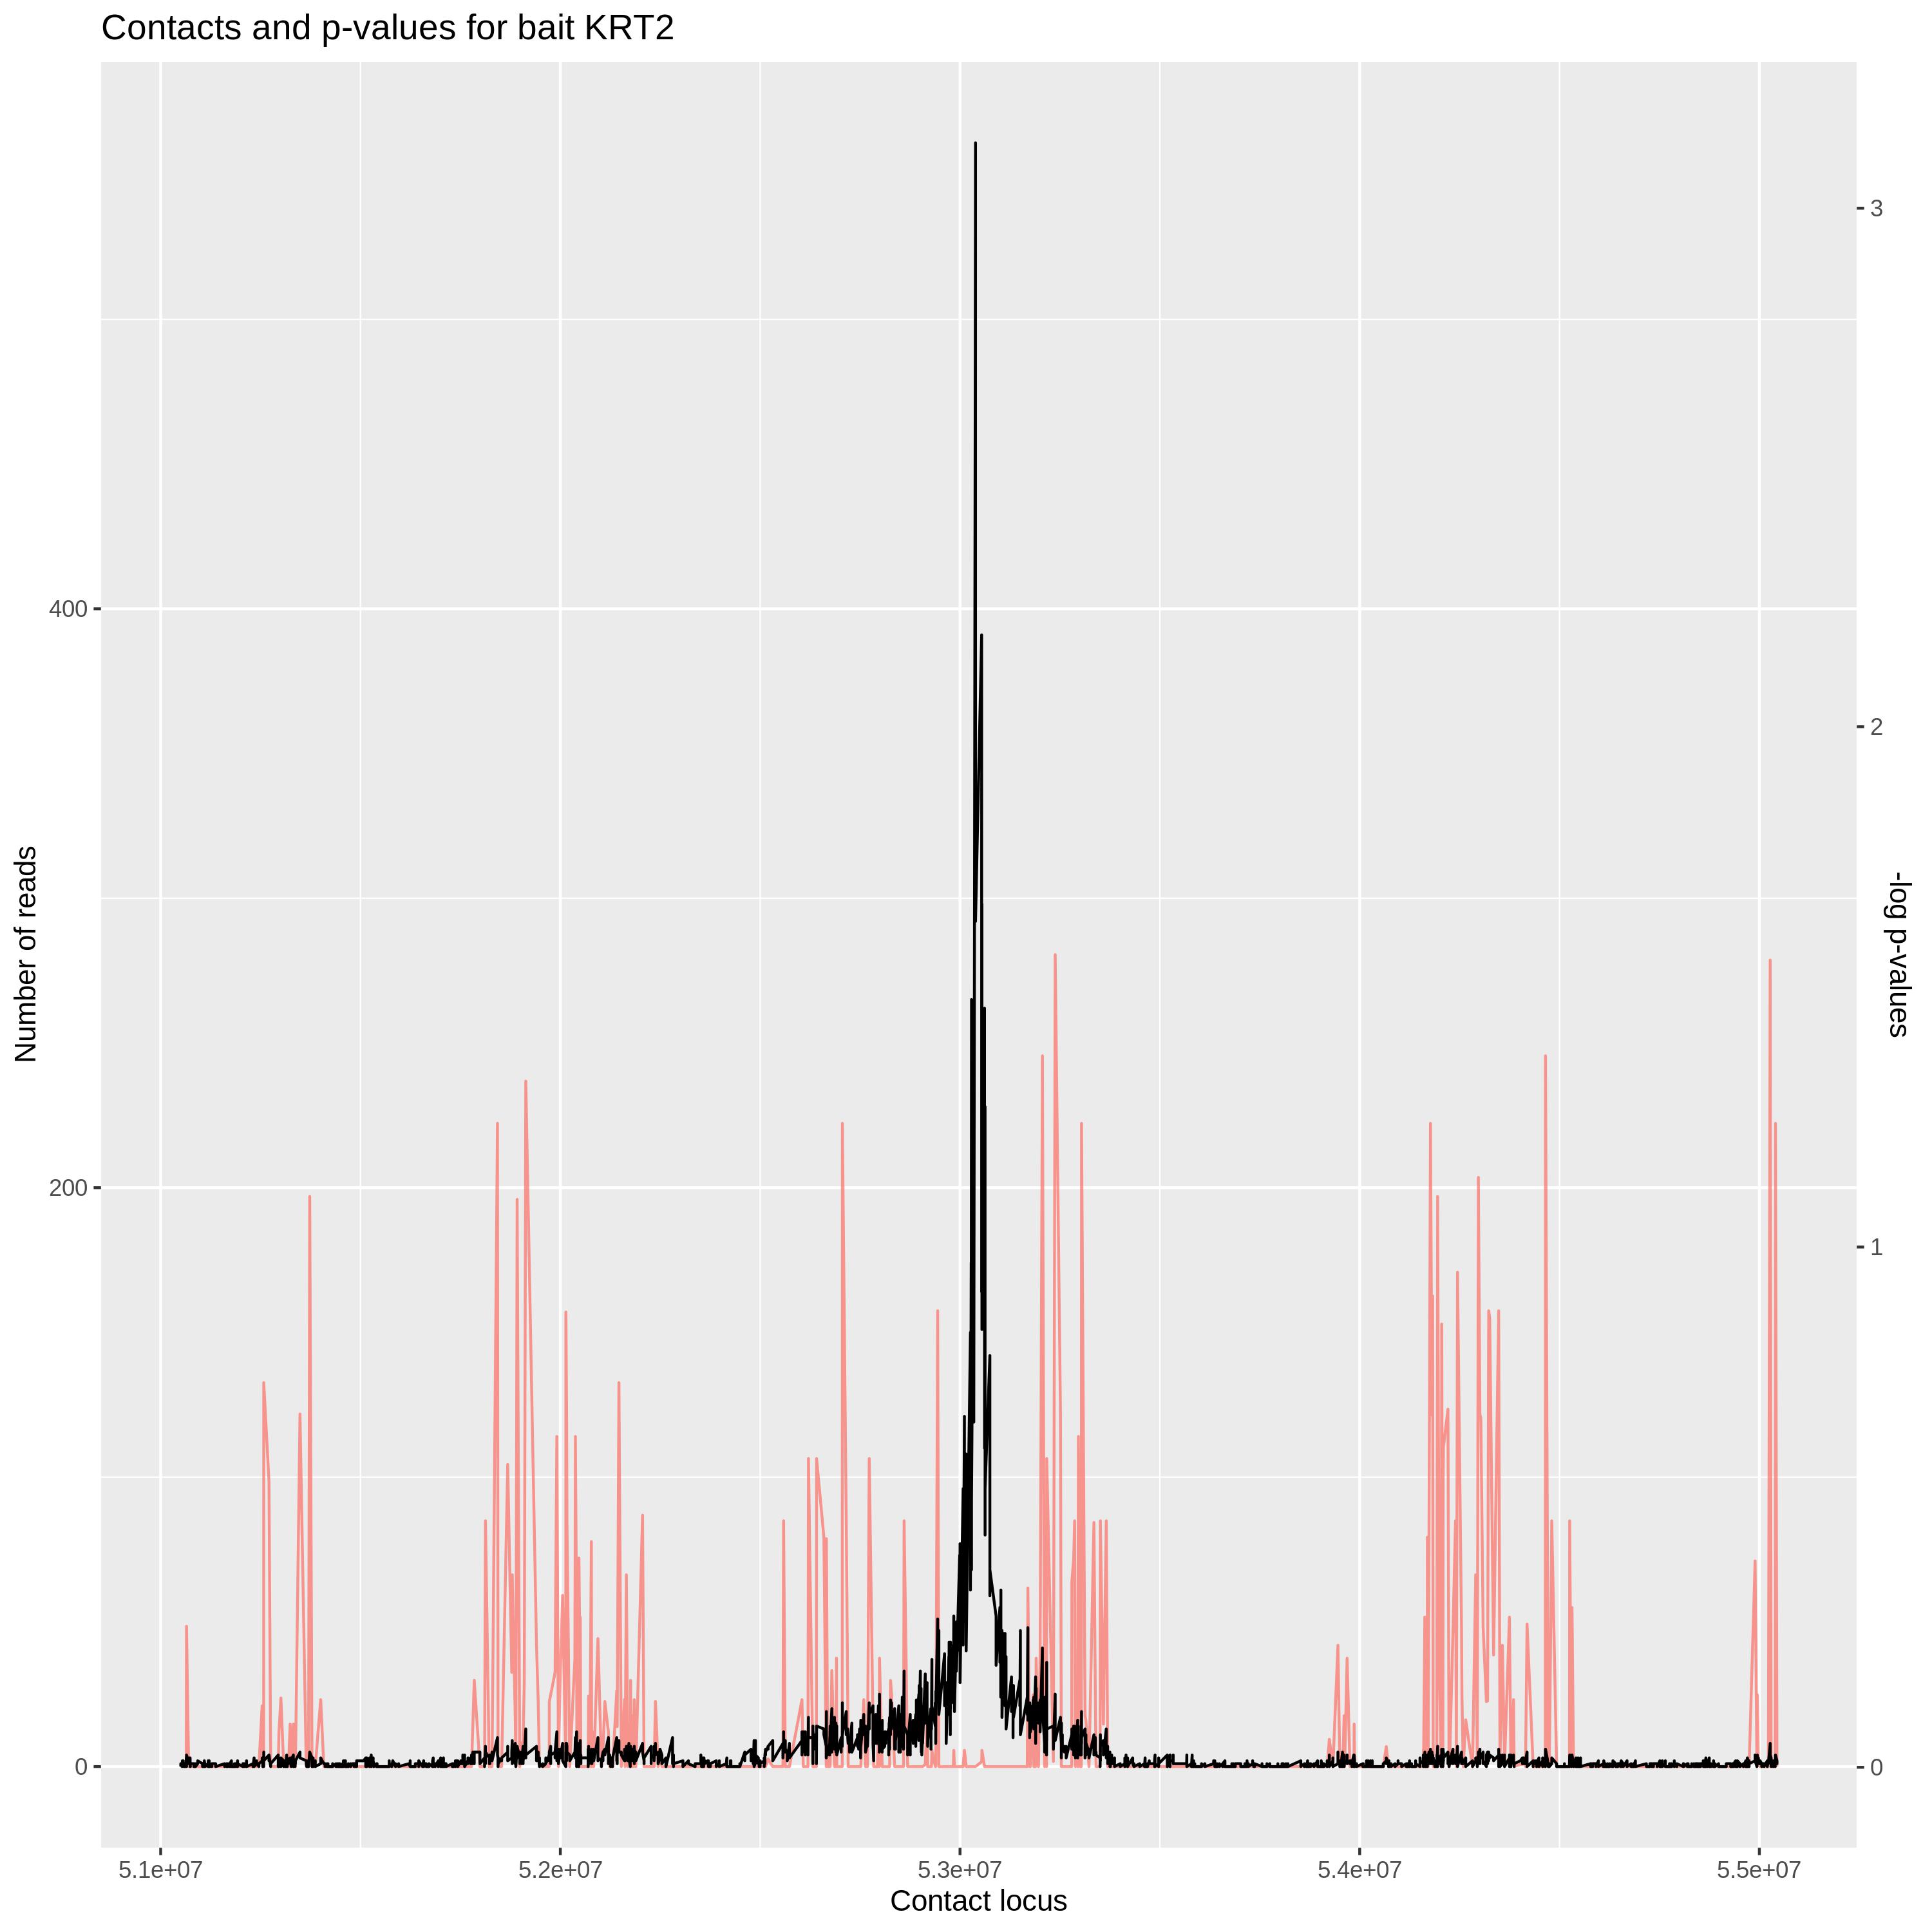 Contacts and p-values for bait KRT2
3
400
2
Number of reads
-log p-values
200
1
0
0
5.1e+07 5.2e+07 5.3e+07 5.4e+07 5.5e+07
Contact locus